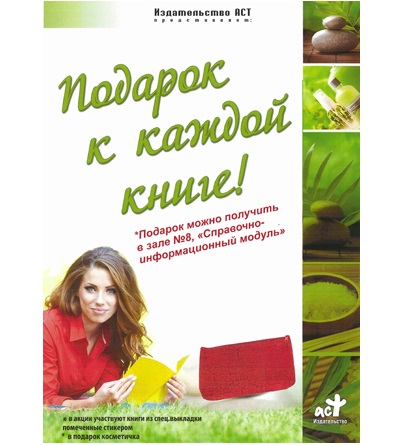 Издательство АСТ
представляет:
Подарок
к каждой
книге!
*Подарок можно получить
в зале №8, «Справочно-
информационный модуль»
* в акции участвуют книги из спец.выкладки
помеченные стикером
* в подарок косметичка
аст
Издательство